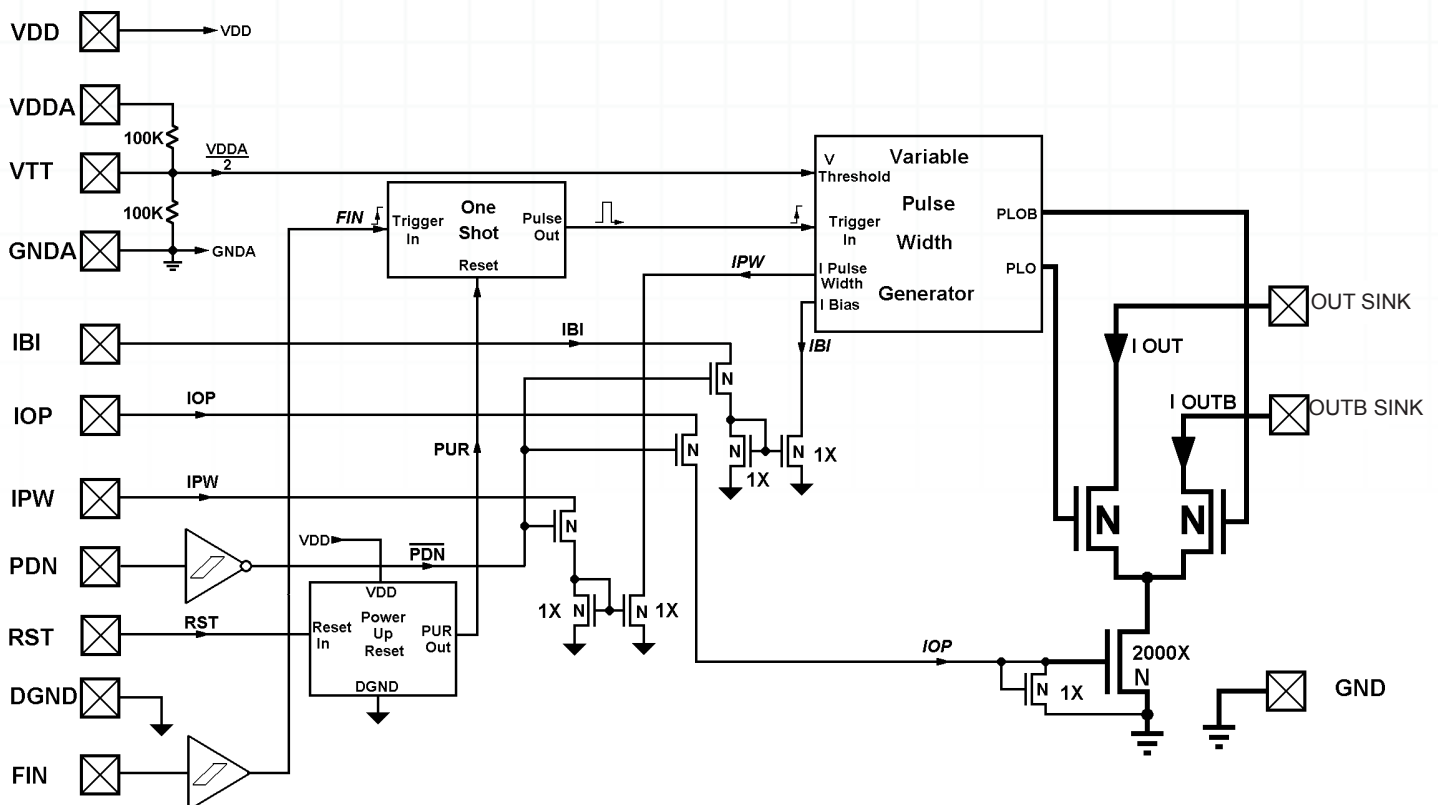 VDD
VDD
VDDA
100K
VTT
VDDA
2
100K
GNDA
GNDA
FIN
Trigger
In
One
Shot
Pulse
Out
Reset
V
Threshold
Variable
Pulse
Width
Generator
Trigger
In
I Pulse
Width
I Bias
PLOB
PLO
IPW
IBI
IBI
IBI
N
N
N
1X
1X
IOP
IOP
N
PUR
IPW
IPW
N
N
N
1X
1X
PDN
PDN
VDD
VDD
Power
Up
Reset
Reset
In
PUR
Out
DGND
RST
RST
DGND
FIN
OUT SINK
I OUT
I OUTB
OUTB SINK
N
N
IOP
2000X
N
N
1X
GND